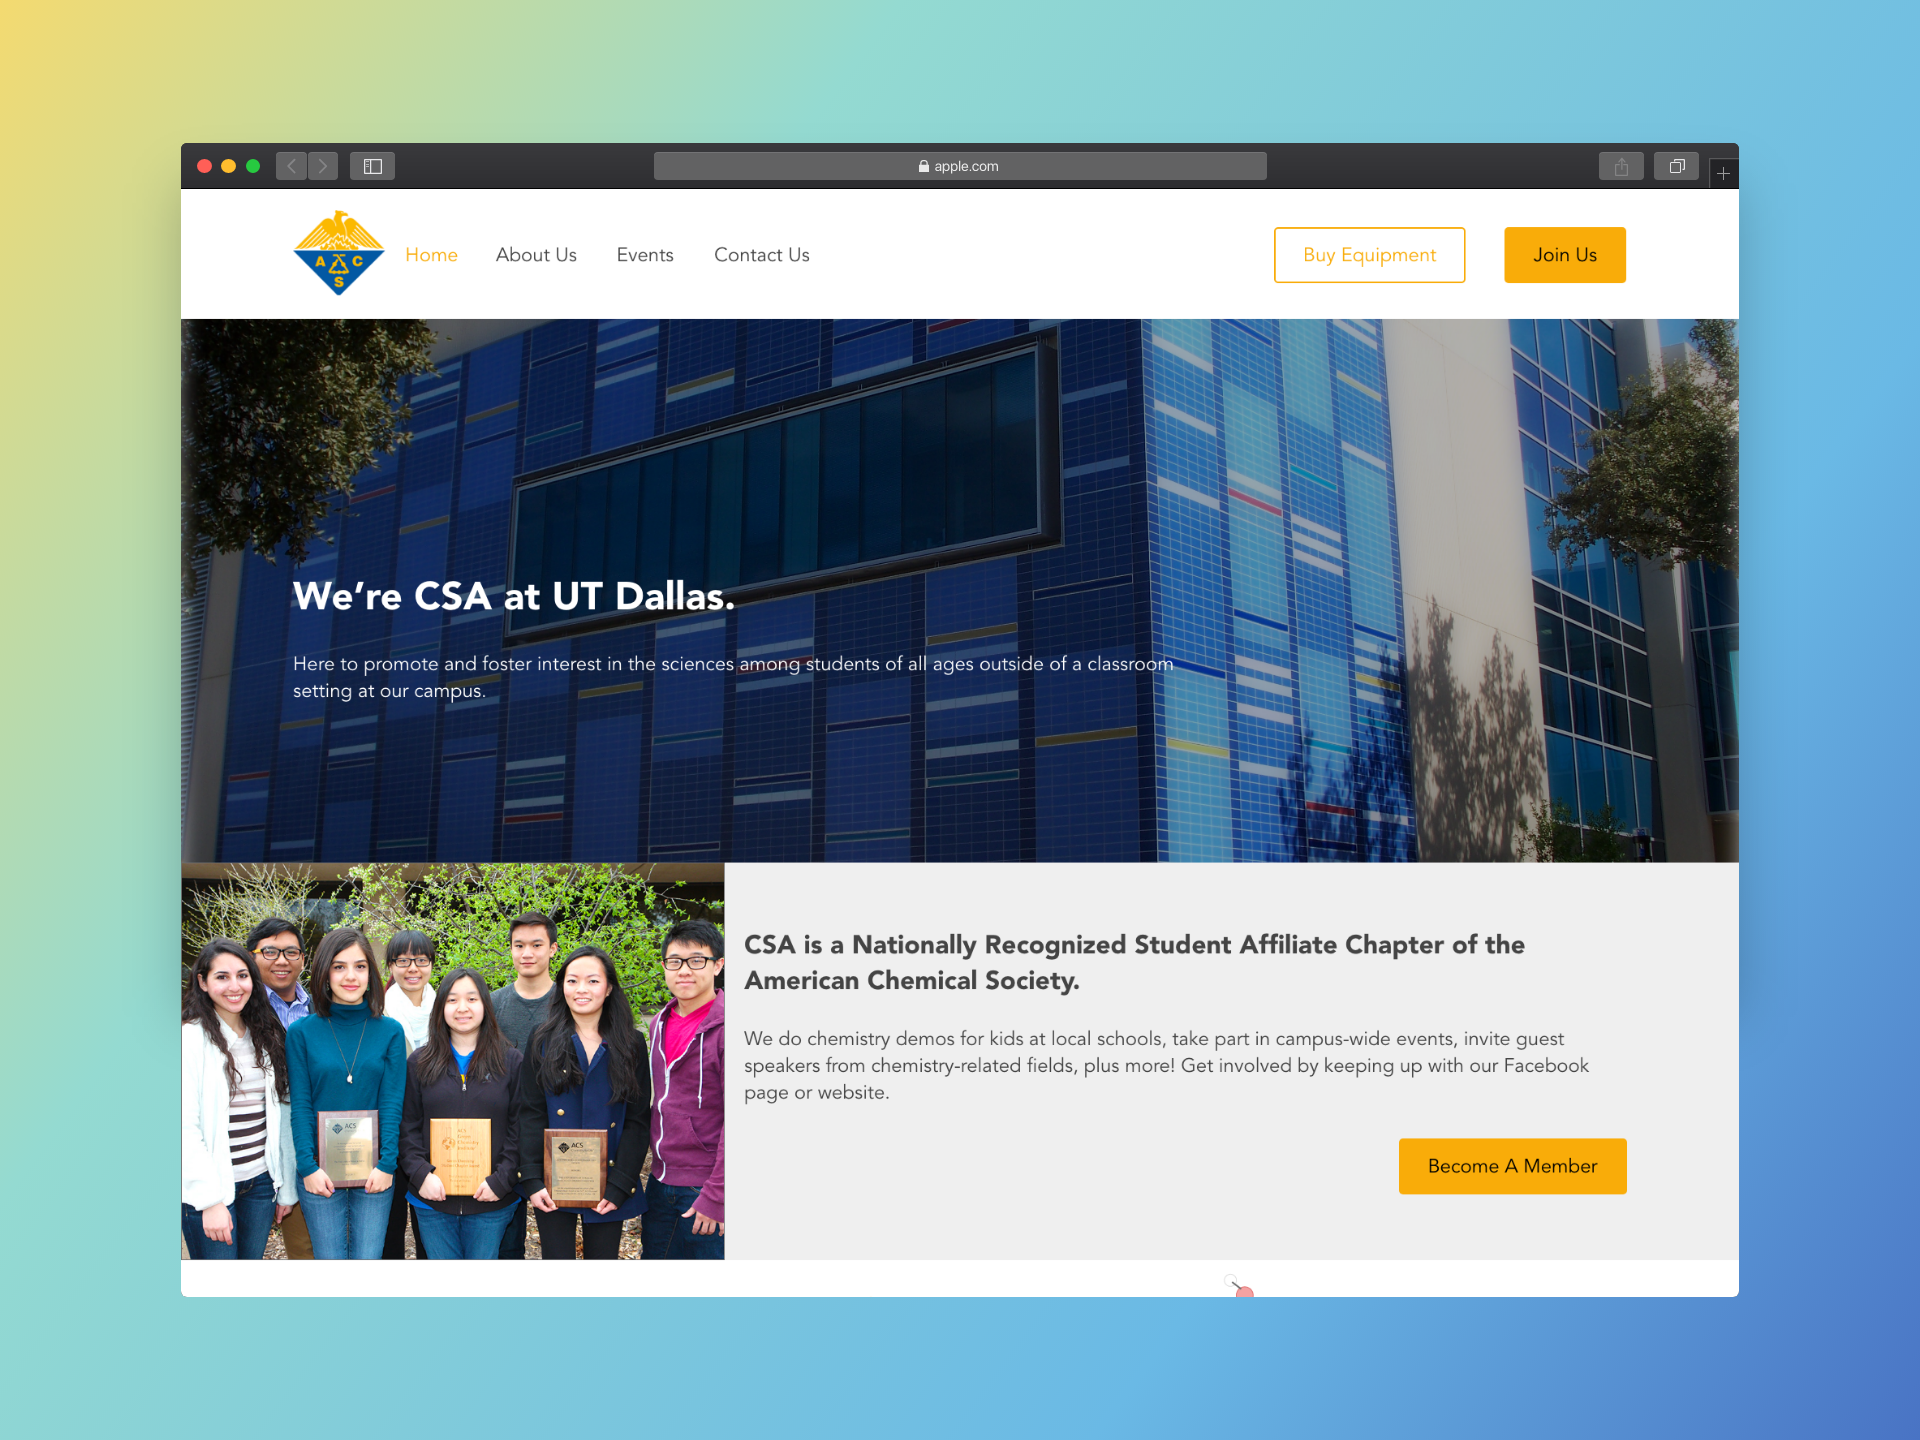 apple.com
A C
S
Home
About Us
Events
Contact Us
Buy Equipment
Join Us
We're CSA at UT Dallas.
Here to promote and foster interest in the sciences among students of all ages outside of a classroom
setting at our campus.
CSA is a Nationally Recognized Student Affiliate Chapter of the
American Chemical Society.
We do chemistry demos for kids at local schools, take part in campus-wide events, invite guest
speakers from chemistry-related fields, plus more! Get involved by keeping up with our Facebook
page or website.
Become A Member
ACS
ACS
ACS